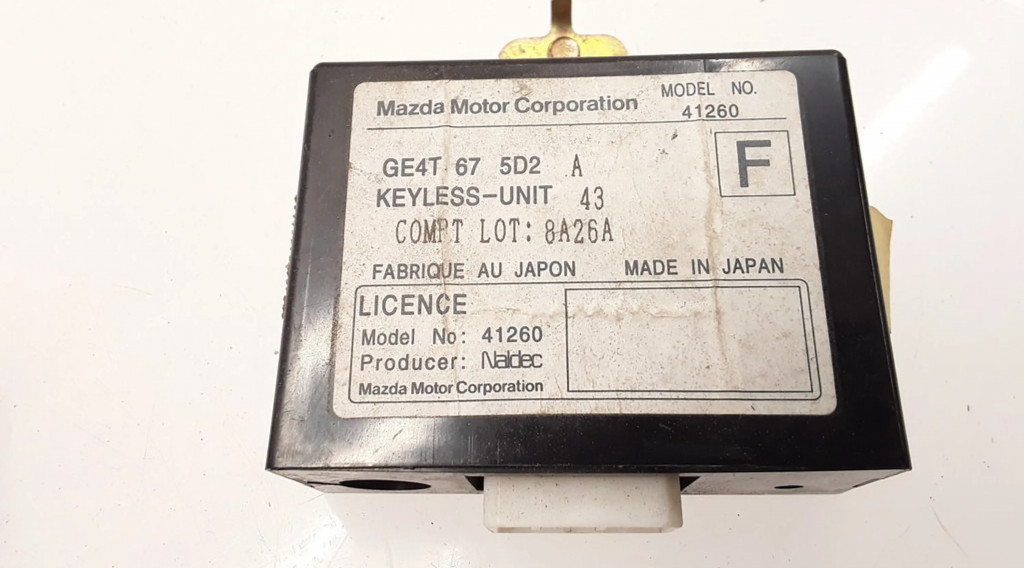 Mazda Motor Corporation
MODEL NO.
41260
F
GE4T 67 5D2 A
KEYLESS-UNIT 43
COMPT LOT: 8A26A
FABRIQUE AU JAPON MADE IN JAPAN
LICENCE
Model No: 41260
Producer: Naldec
Mazda Motor Corporation